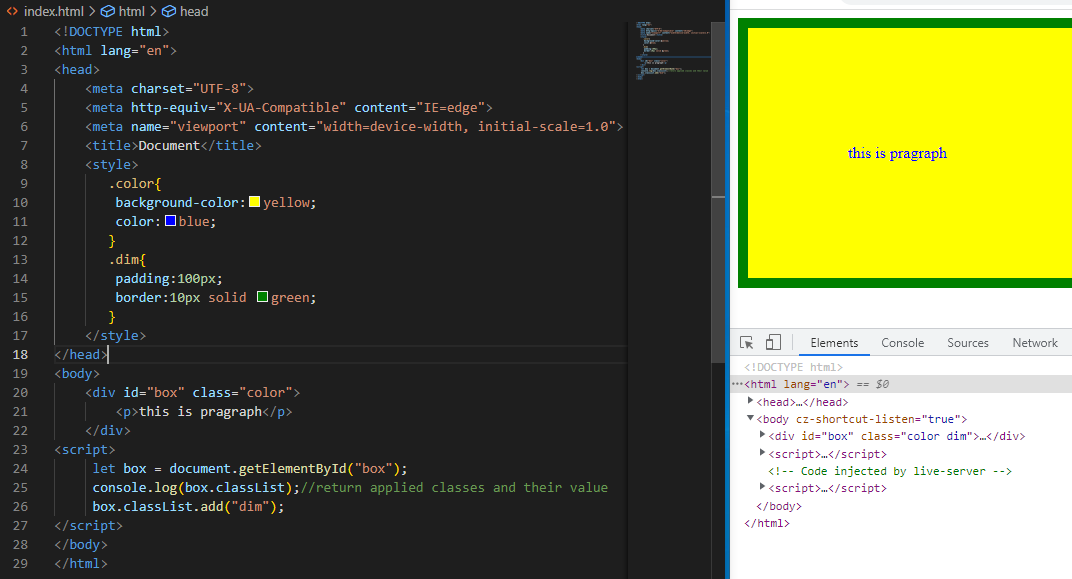 index.html > html > head
1 <!DOCTYPE html>
2 <html lang="en">
3 <head>
4 <meta charset="UTF-8">
5 <meta http-equiv="X-UA-Compatible" content="IE=edge">
6 <meta name="viewport" content="width=device-width, initial-scale=1.0">
7 <title>Document</title>
8 <style>
9 .color{
10 background-color:yellow;
11 color:blue;
12 }
13 .dim{
14 padding:100px;
15 border:10px solid green;
16 }
17 </style>
18 </head>
19 <body>
20 <div id="box" class="color">
21 <p>this is pragraph</p>
22 </div>
23 <script>
24 let box = document.getElementById("box");
25 console.log(box.classList);//return applied classes and their value
26 box.classList.add("dim");
27 </script>
28 </body>
29 </html>
this is pragraph
Elements Console Sources Network
<!DOCTYPE html>
···<html lang="en"> == $0
<head>…</head>
<body cz-shortcut-listen="true">
<div id="box" class="color dim">…</div>
<script>…</script>
<!-- Code injected by live-server -->
<script>…</script>
</body>
</html>